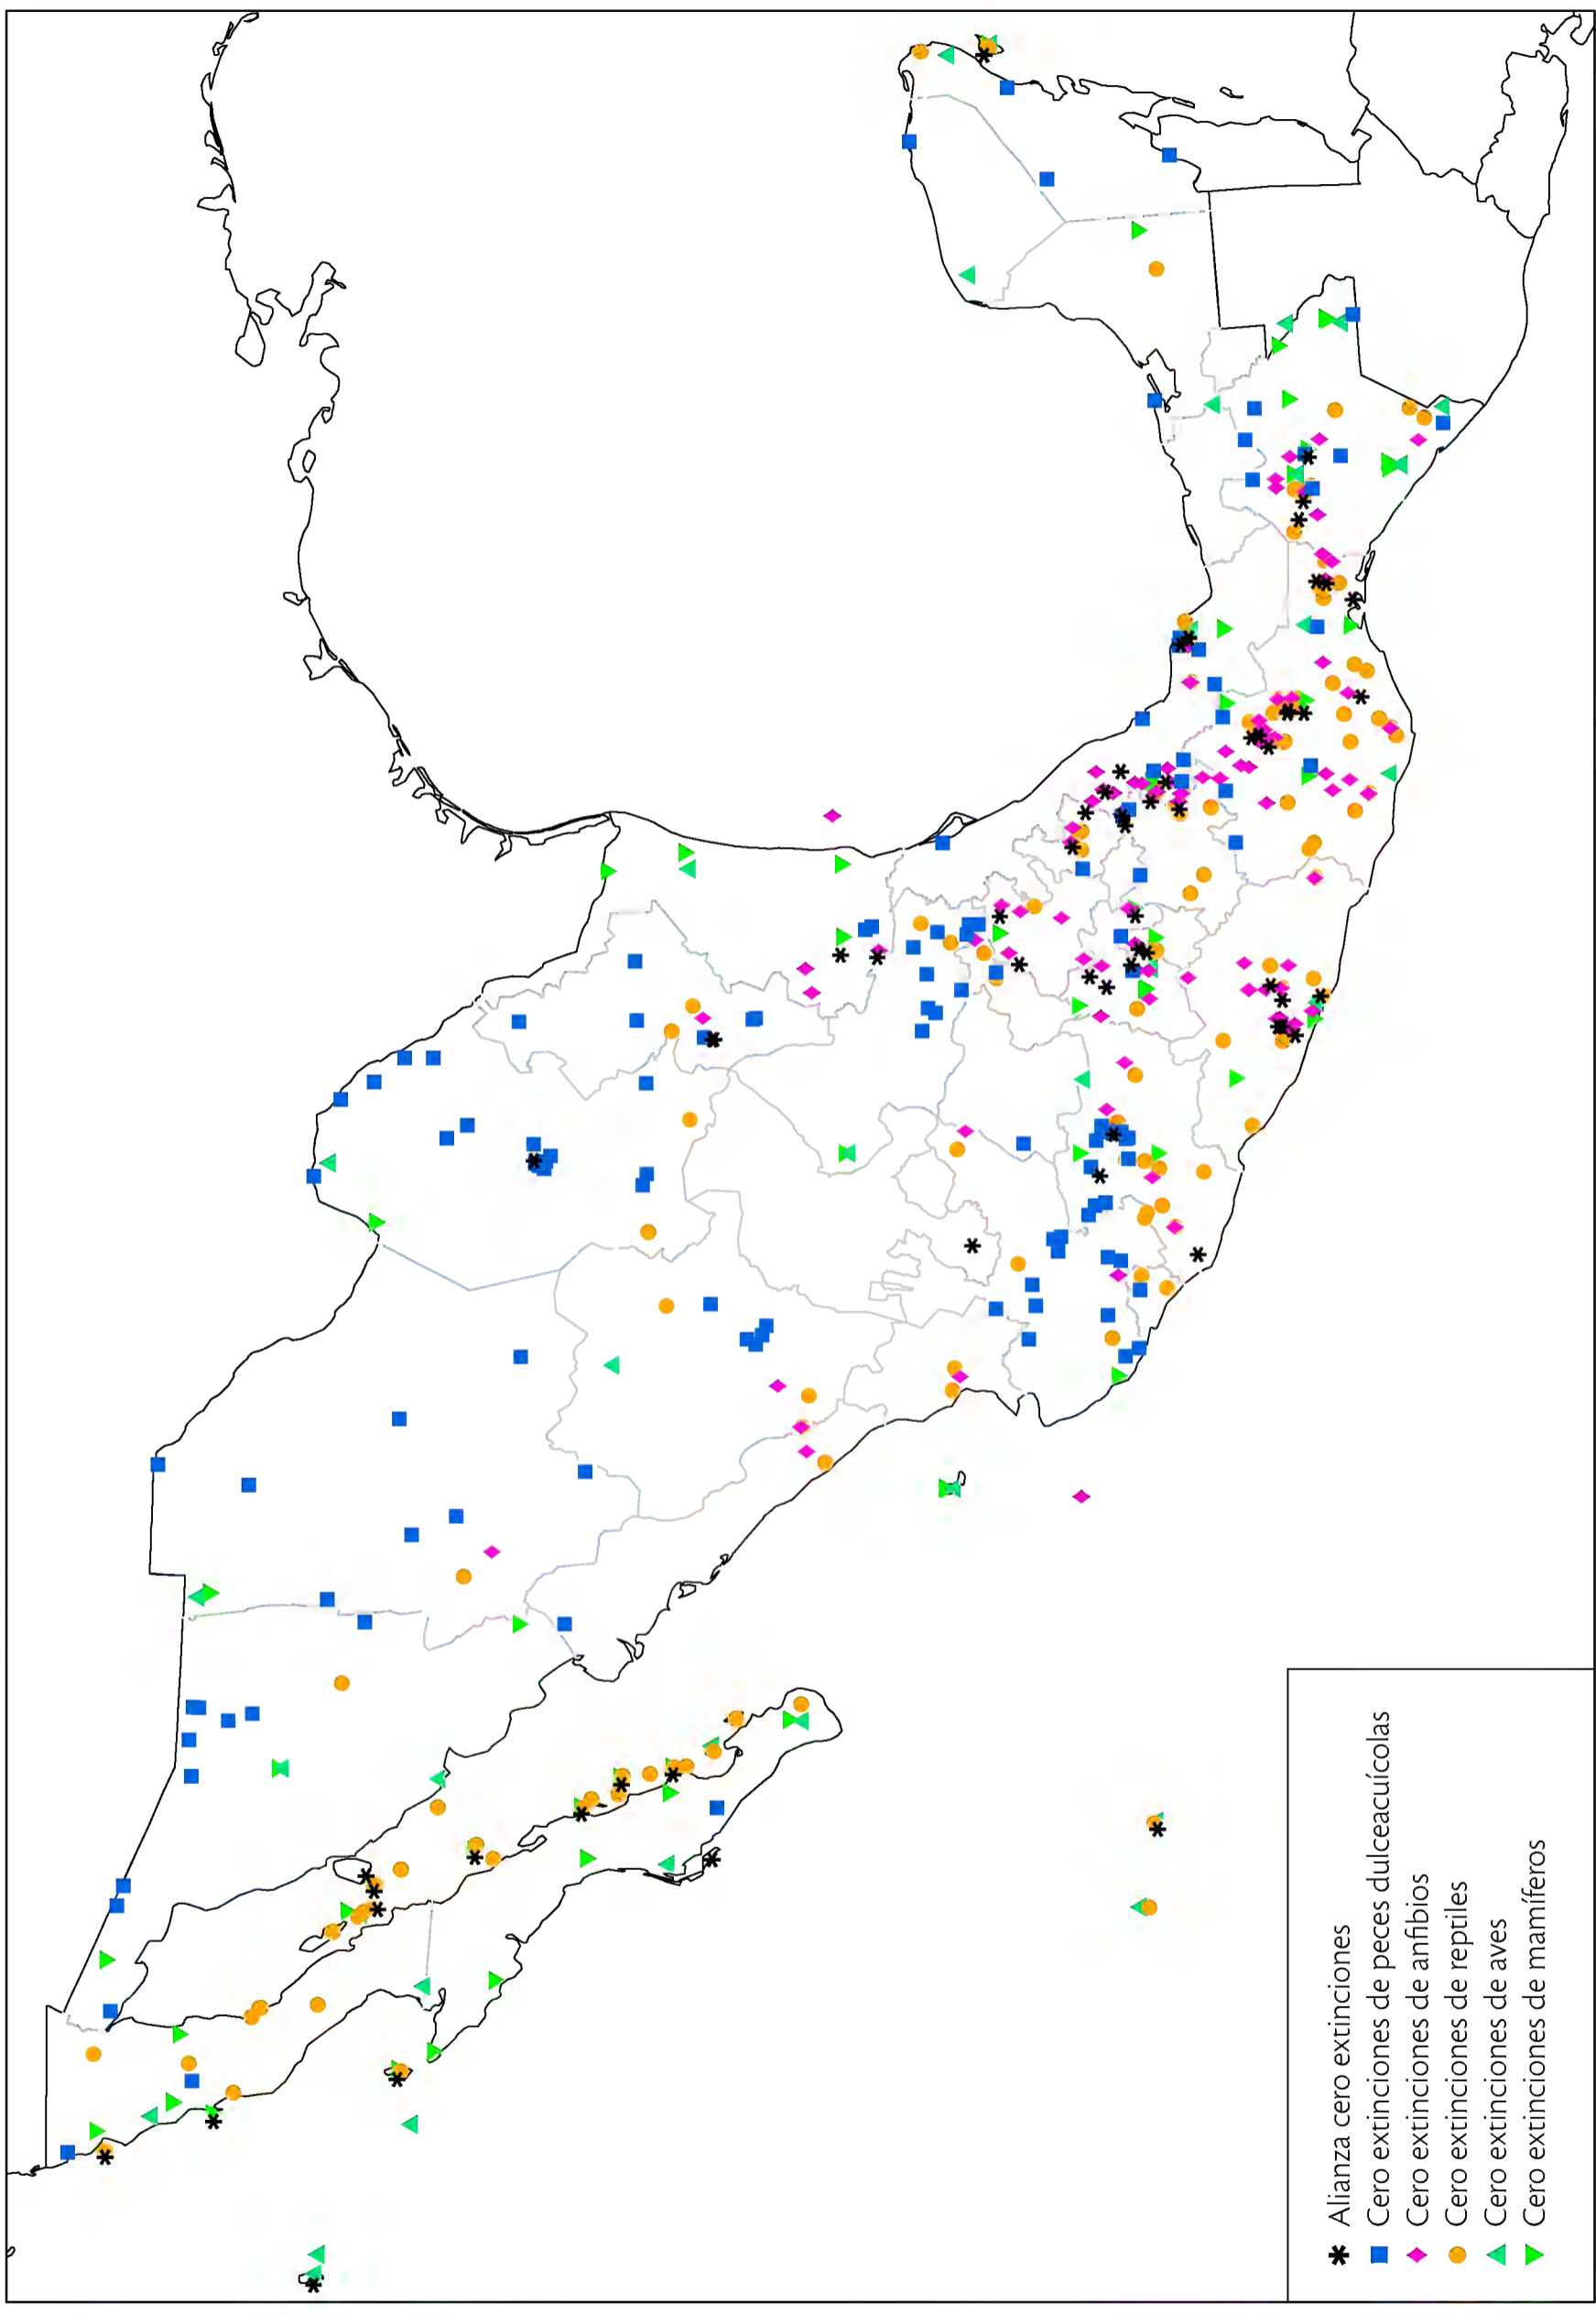 Alianza cero extinciones
Cero extinciones de peces dulceacuícolas
Cero extinciones de anfibios
Cero extinciones de reptiles
Cero extinciones de aves
Cero extinciones de mamíferos